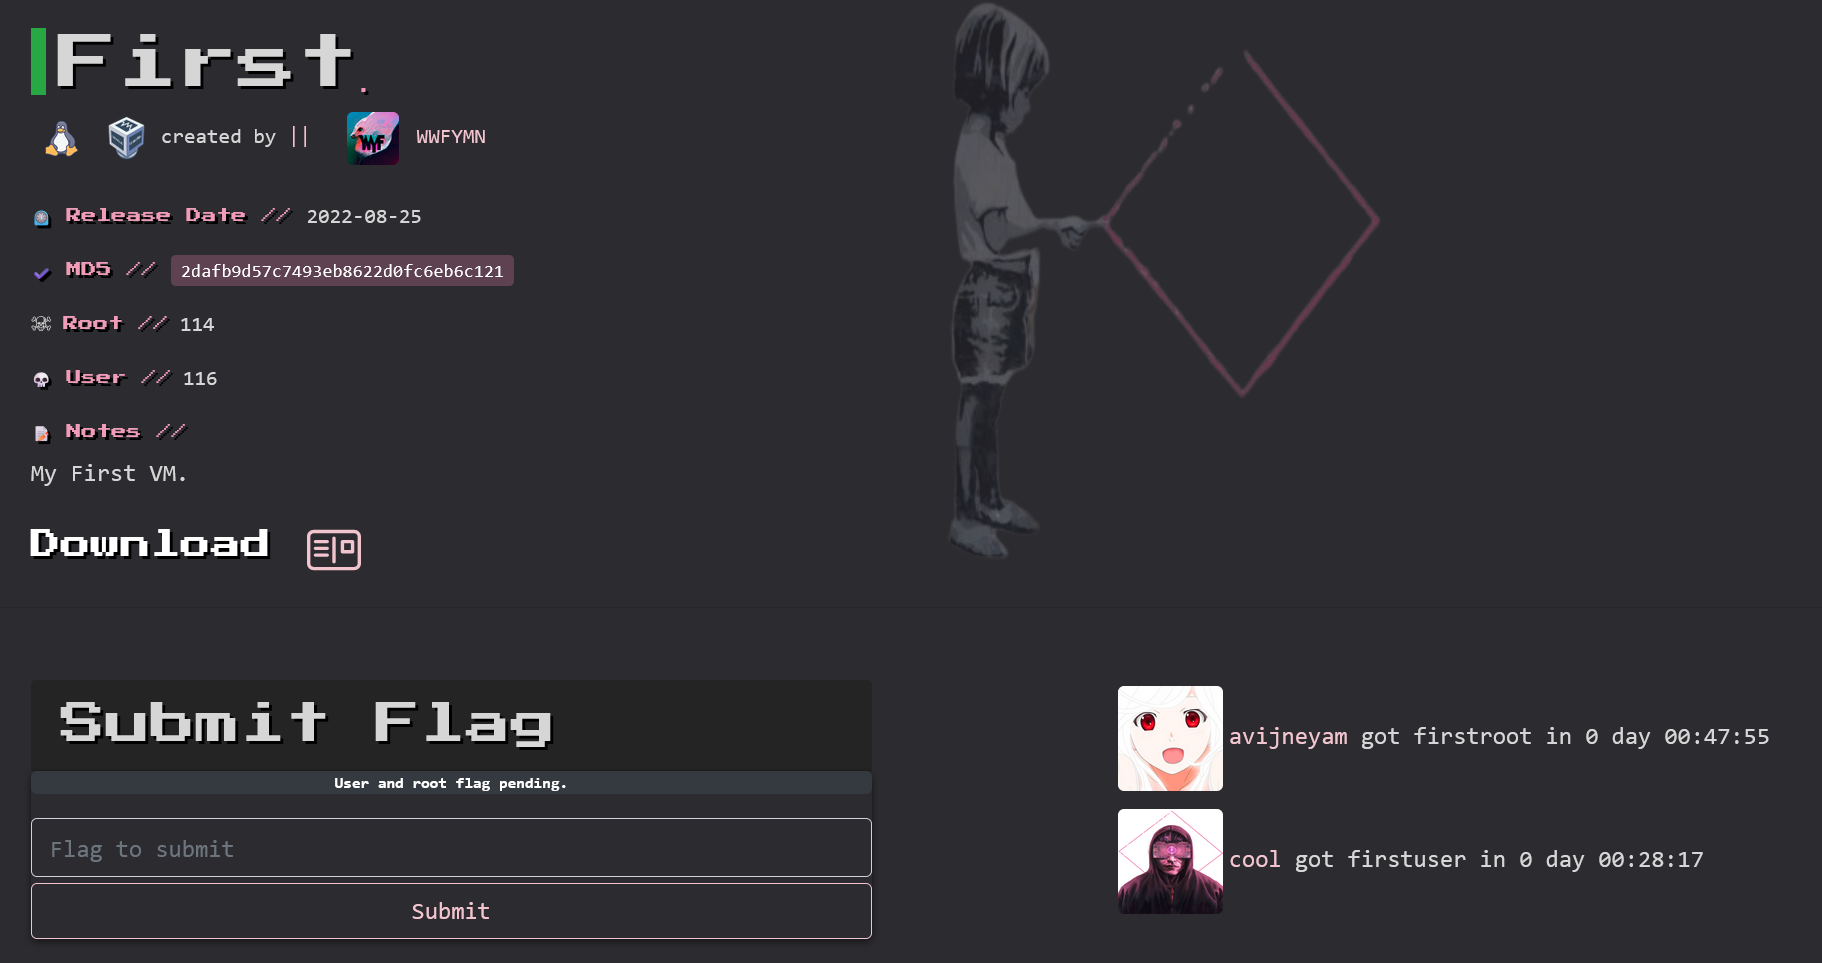 First.
created by || WWFYMN
Release Date // 2022-08-25
MD5 // 2dafb9d57c7493eb8622d0fc6eb6c121
Root // 114
User // 116
Notes //
My First VM.
Download
Submit Flag
User and root flag pending.
Flag to submit
Submit
avijneyam got firstroot in 0 day 00:47:55
cool got firstuser in 0 day 00:28:17